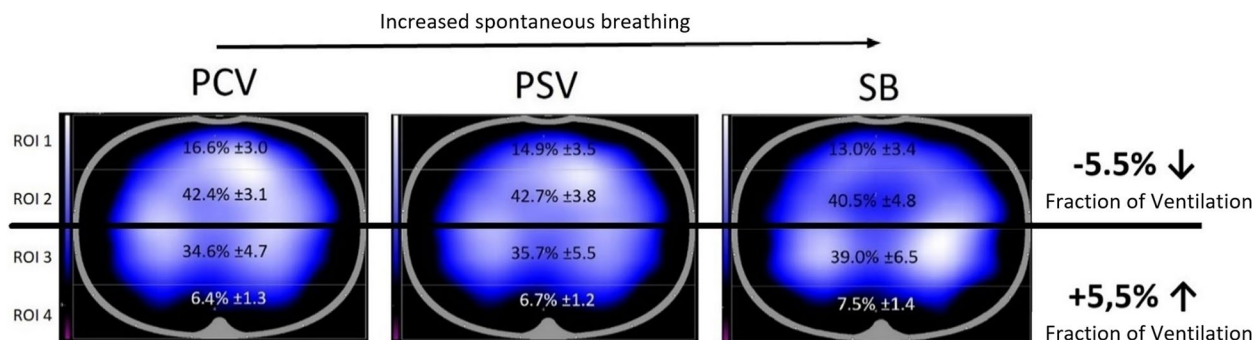 Increased spontaneous breathing
PCV PSV SB
ROI 1 16.6% ±3.0 14.9% ±3.5 13.0% ±3.4
ROI 2 42.4% ±3.1 42.7% ±3.8 40.5% ±4.8
-5.5% ↓
Fraction of Ventilation
ROI 3 34.6% ±4.7 35.7% ±5.5 39.0% ±6.5
ROI 4 6.4% ±1.3 6.7% ±1.2 7.5% ±1.4
+5,5% ↑
Fraction of Ventilation